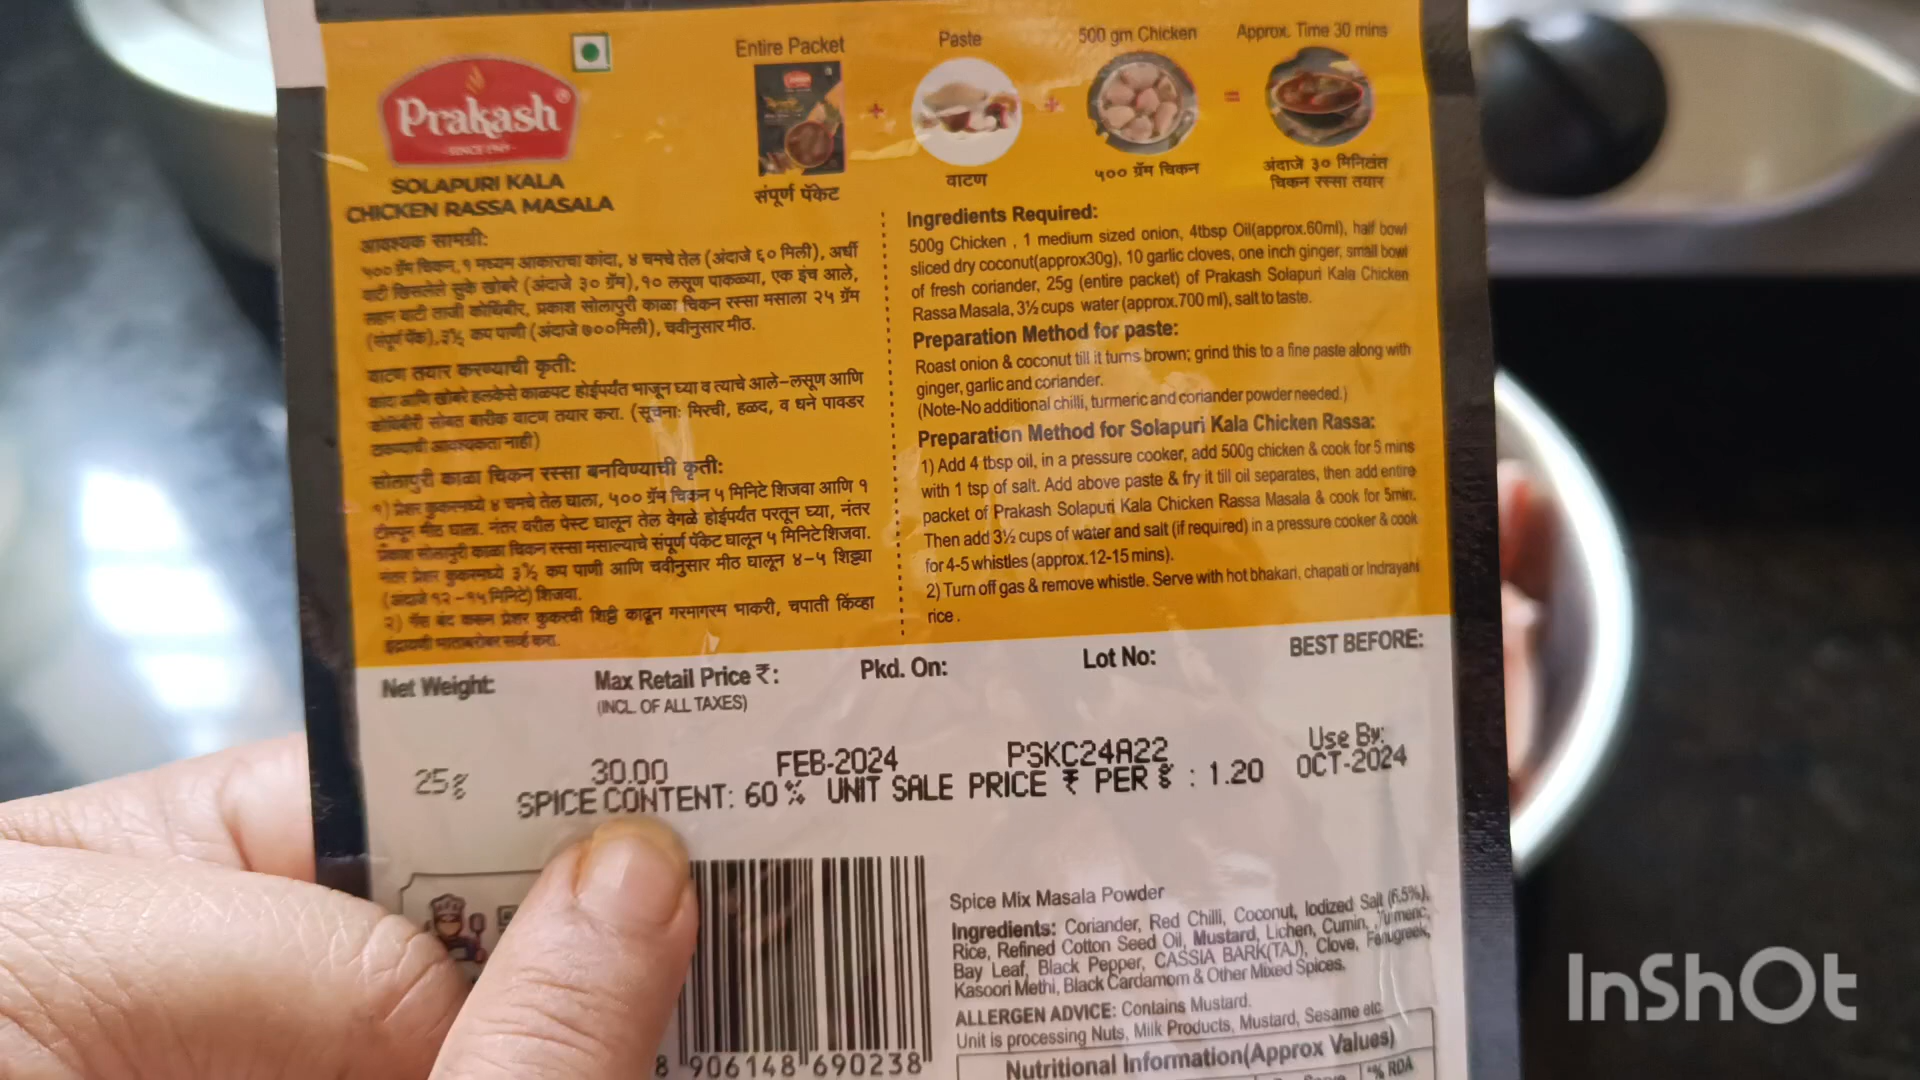 Prakash®
SINCE 1949
SOLAPURI KALA
CHICKEN RASSA MASALA
Entire Packet
संपूर्ण पॅकेट
Paste
वाटण
500 gm Chicken
५०० ग्रॅम चिकन
Approx. Time 30 mins
अंदाजे ३० मिनिटांत
चिकन रस्सा तयार
आवश्यक सामग्री:
५०० ग्रॅम चिकन, १ मध्यम आकाराचा कांदा, ४ चमचे तेल (अंदाजे ६० मिली), अर्धी
वाटी किसलेले सुके खोबरे (अंदाजे ३० ग्रॅम), १० लसूण पाकळ्या, एक इंच आले,
लहान वाटी ताजी कोथिंबीर, प्रकाश सोलापुरी काळा चिकन रस्सा मसाला २५ ग्रॅम
(संपूर्ण पॅक), ३½ कप पाणी (अंदाजे ७००मिली), चवीनुसार मीठ.
वाटण तयार करण्याची कृती:
कांदा आणि खोबरे हलकेसे काळपट होईपर्यंत भाजून घ्या व त्याचे आले-लसूण आणि
कोथिंबीरी सोबत बारीक वाटण तयार करा. (सूचना: मिरची, हळद, व धने पावडर
टाकण्याची आवश्यकता नाही)
सोलापुरी काळा चिकन रस्सा बनविण्याची कृती:
१) प्रेशर कुकरमध्ये ४ चमचे तेल घाला, ५०० ग्रॅम चिकन ५ मिनिटे शिजवा आणि १
टीस्पून मीठ घाला. नंतर वरील पेस्ट घालून तेल वेगळे होईपर्यंत परतून घ्या, नंतर
प्रकाश सोलापुरी काळा चिकन रस्सा मसाल्याचे संपूर्ण पॅकेट घालून ५ मिनिटे शिजवा.
नंतर प्रेशर कुकरमध्ये ३½ कप पाणी आणि चवीनुसार मीठ घालून ४-५ शिट्ट्या
(अंदाजे १२-१५ मिनिटे) शिजवा.
२) गॅस बंद करून प्रेशर कुकरची शिट्टी काढून गरमागरम भाकरी, चपाती किंवा
इंद्रायणी भाताबरोबर सर्व्ह करा.
Ingredients Required:
500g Chicken , 1 medium sized onion, 4tbsp Oil(approx.60ml), half bowl
sliced dry coconut(approx30g), 10 garlic cloves, one inch ginger, small bowl
of fresh coriander, 25g (entire packet) of Prakash Solapuri Kala Chicken
Rassa Masala, 3½ cups water (approx.700 ml), salt to taste.
Preparation Method for paste:
Roast onion & coconut till it turns brown; grind this to a fine paste along with
ginger, garlic and coriander.
(Note-No additional chilli, turmeric and coriander powder needed.)
Preparation Method for Solapuri Kala Chicken Rassa:
1) Add 4 tbsp oil, in a pressure cooker, add 500g chicken & cook for 5 mins
with 1 tsp of salt. Add above paste & fry it till oil separates, then add entire
packet of Prakash Solapuri Kala Chicken Rassa Masala & cook for 5min.
Then add 3½ cups of water and salt (if required) in a pressure cooker & cook
for 4-5 whistles (approx.12-15 mins).
2) Turn off gas & remove whistle. Serve with hot bhakari, chapati or Indrayani
rice .
Net Weight:
Max Retail Price ₹:
(INCL. OF ALL TAXES)
Pkd. On:
Lot No:
BEST BEFORE:
25g
30.00
FEB-2024
PSKC24A22
Use By:
OCT-2024
SPICE CONTENT: 60% UNIT SALE PRICE ₹ PER g : 1.20
8 906148 690238
Spice Mix Masala Powder
Ingredients: Coriander, Red Chilli, Coconut, Iodized Salt (6.5%),
Rice, Refined Cotton Seed Oil, Mustard, Lichen, Cumin, Turmeric,
Bay Leaf, Black Pepper, CASSIA BARK(TAJ), Clove, Fenugreek,
Kasoori Methi, Black Cardamom & Other Mixed Spices.
ALLERGEN ADVICE: Contains Mustard.
Unit is processing Nuts, Milk Products, Mustard, Sesame etc.
Nutritional Information(Approx Values)
*% RDA
InShOt